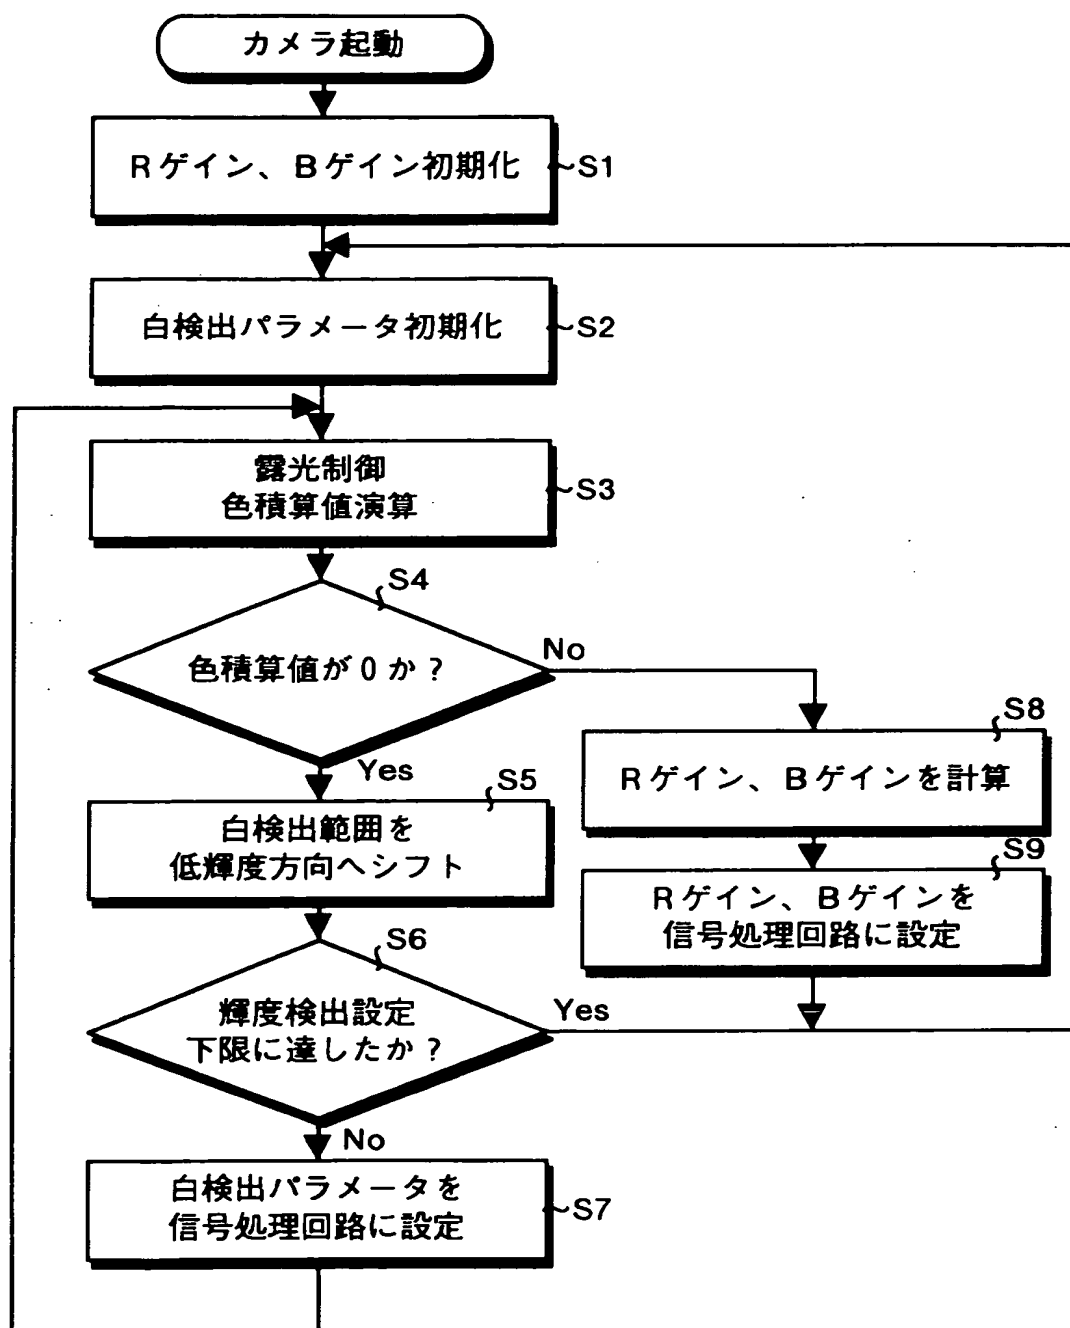 カメラ起動
Rゲイン、Bゲイン初期化
S1
白検出パラメータ初期化
S2
露光制御
色積算値演算
S3
S4
色積算値が0か?
No
Yes
S5
白検出範囲を
低輝度方向へシフト
S8
Rゲイン、Bゲインを計算
S9
Rゲイン、Bゲインを
信号処理回路に設定
S6
輝度検出設定
下限に達したか?
Yes
No
白検出パラメータを
信号処理回路に設定
S7